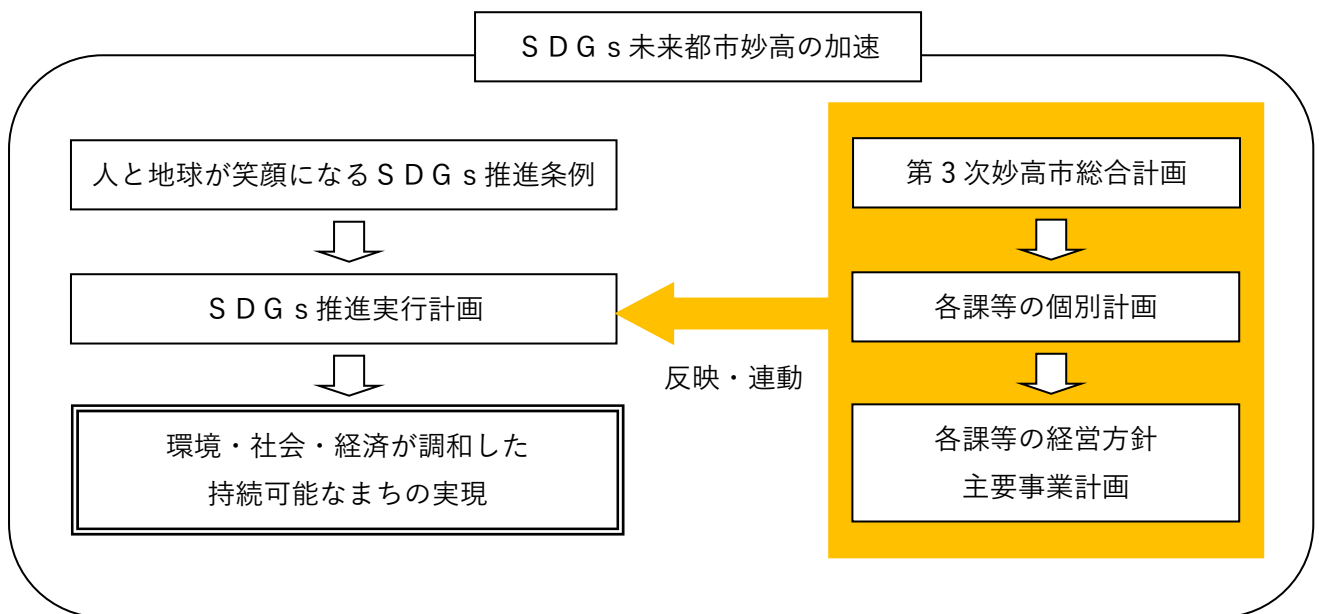 ＳＤＧｓ未来都市妙高の加速
人と地球が笑顔になるＳＤＧｓ推進条例
ＳＤＧｓ推進実行計画
環境・社会・経済が調和した
持続可能なまちの実現
反映・連動
第３次妙高市総合計画
各課等の個別計画
各課等の経営方針
主要事業計画